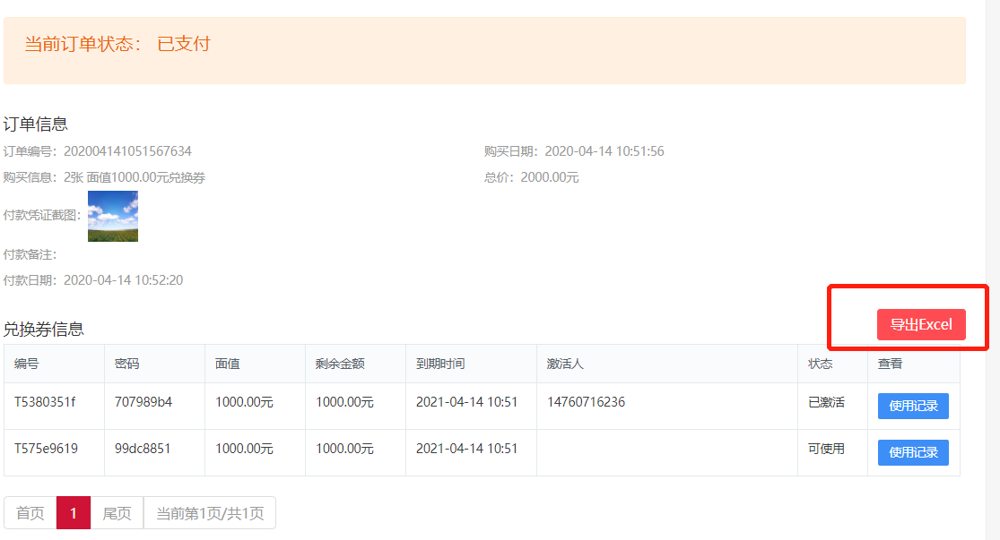 当前订单状态： 已支付
订单信息
订单编号：202004141051567634 购买日期：2020-04-14 10:51:56
购买信息：2张 面值1000.00元兑换券 总价：2000.00元
付款凭证截图：
付款备注：
付款日期：2020-04-14 10:52:20
兑换券信息 导出Excel
编号 密码 面值 剩余金额 到期时间 激活人 状态 查看
T5380351f 707989b4 1000.00元 1000.00元 2021-04-14 10:51 14760716236 已激活 使用记录
T575e9619 99dc8851 1000.00元 1000.00元 2021-04-14 10:51 可使用 使用记录
首页 1 尾页 当前第1页/共1页